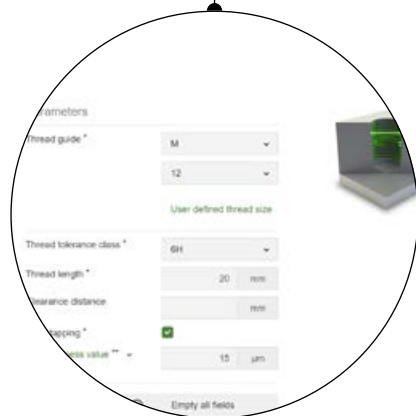 arameters
Thread guide * M
12
User defined thread size
Thread tolerance class * 6H
Thread length * 20 mm
learance distance mm
tapping *
ess value ** 15 µm
Empty all fields